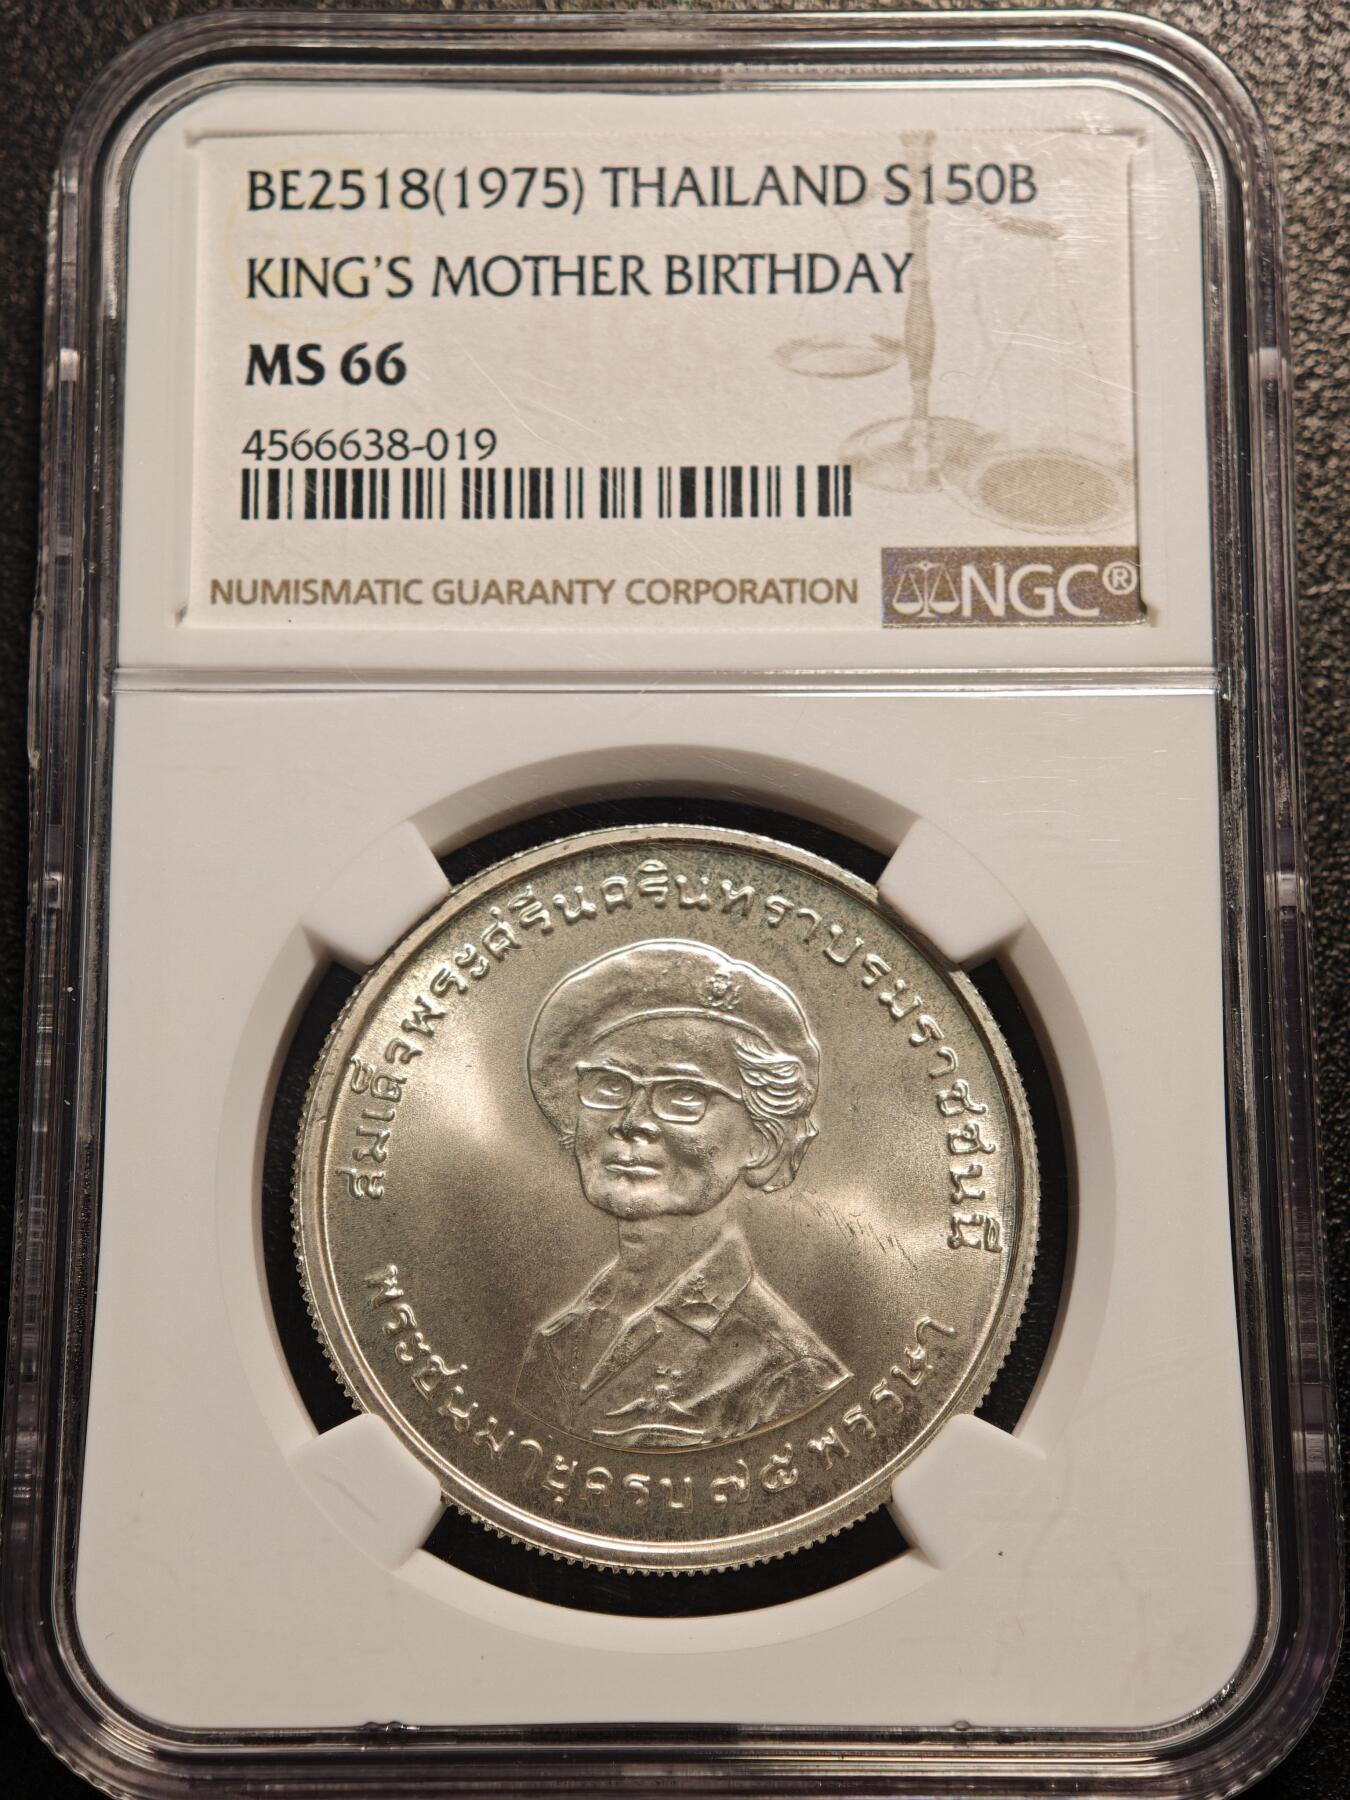 BE2518(1975) THAILAND S150B
KING'S MOTHER BIRTHDAY
MS 66
4566638-019
NUMISMATIC GUARANTY CORPORATION NGC®
สมเด็จพระศรีนครินทราบรมราชชนนี
พระชนมายุครบ ๗๕ พรรษา